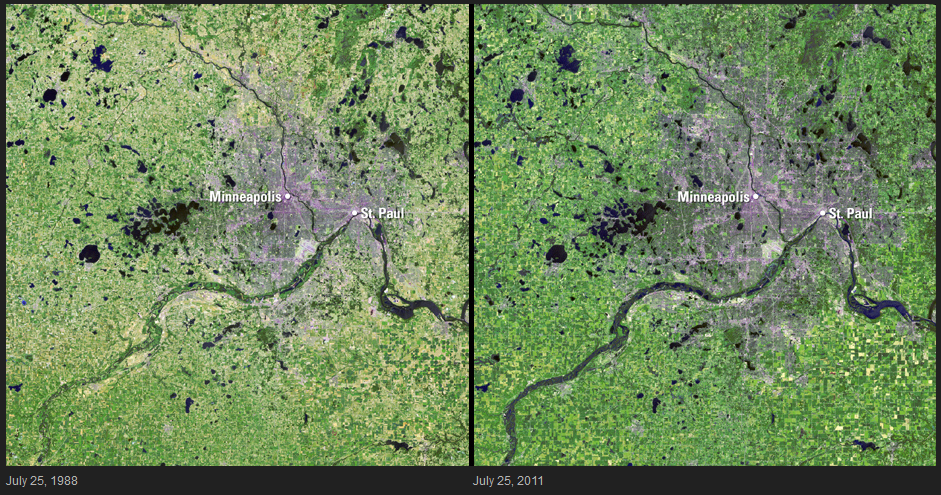 Minneapolis
St. Paul
Minneapolis
St. Paul
July 25, 1988
July 25, 2011